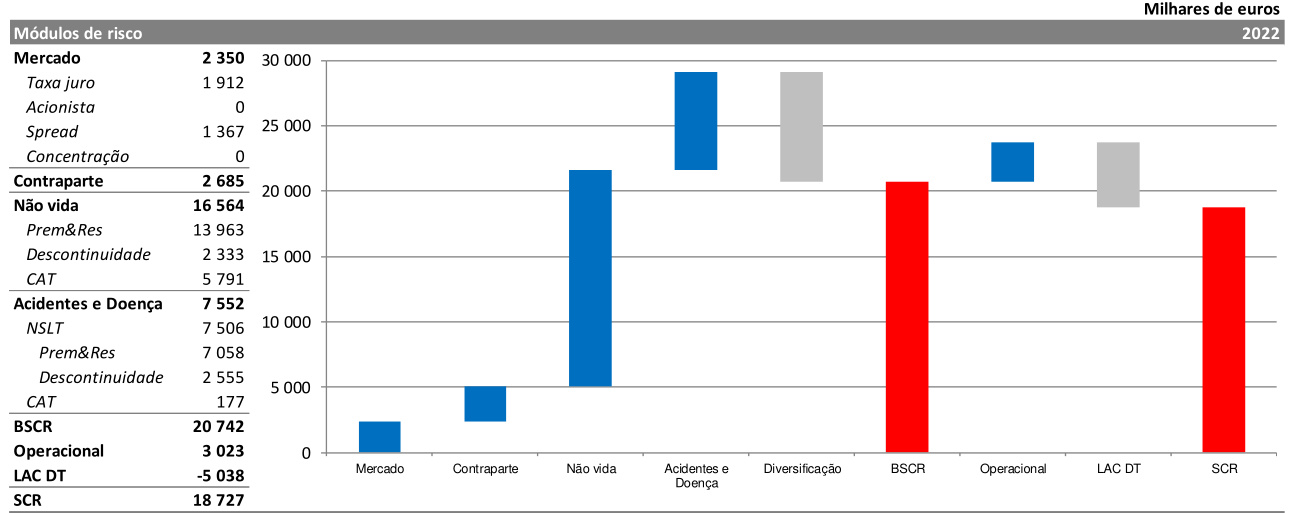 Milhares de euros
Módulos de risco 2022
Mercado 2 350
Taxa juro 1 912
Acionista 0
Spread 1 367
Concentração 0
Contraparte 2 685
Não vida 16 564
Prem&Res 13 963
Descontinuidade 2 333
CAT 5 791
Acidentes e Doença 7 552
NSLT 7 506
Prem&Res 7 058
Descontinuidade 2 555
CAT 177
BSCR 20 742
Operacional 3 023
LAC DT -5 038
SCR 18 727
30 000
25 000
20 000
15 000
10 000
5 000
0
Mercado
Contraparte
Não vida
Acidentes e
Doença
Diversificação
BSCR
Operacional
LAC DT
SCR